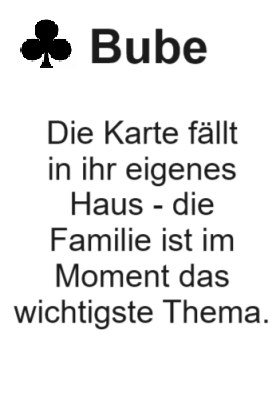 ♣ Bube
Die Karte fällt
in ihr eigenes
Haus - die
Familie ist im
Moment das
wichtigste Thema.